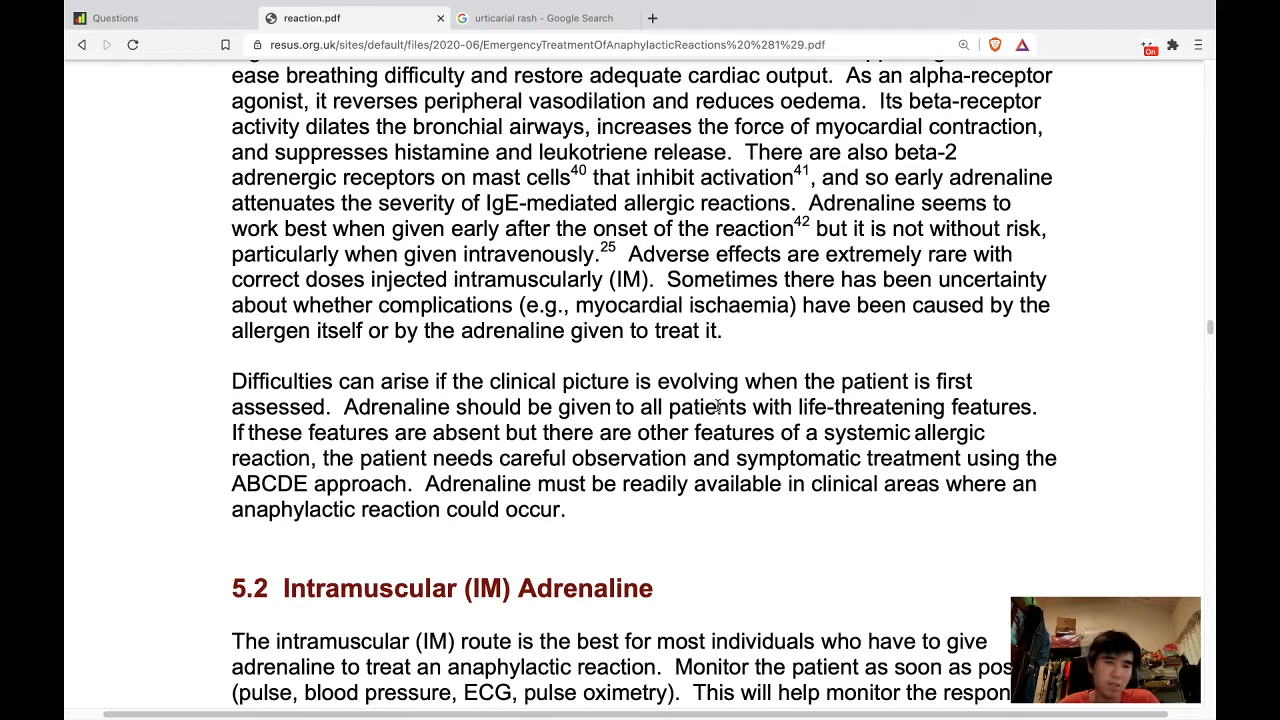 Questions
reaction.pdf
urticarial rash - Google Search
resus.org.uk/sites/default/files/2020-06/EmergencyTreatmentOfAnaphylacticReactions%20%281%29.pdf
On
ease breathing difficulty and restore adequate cardiac output. As an alpha-receptor
agonist, it reverses peripheral vasodilation and reduces oedema. Its beta-receptor
activity dilates the bronchial airways, increases the force of myocardial contraction,
and suppresses histamine and leukotriene release. There are also beta-2
adrenergic receptors on mast cells40 that inhibit activation41, and so early adrenaline
attenuates the severity of IgE-mediated allergic reactions. Adrenaline seems to
work best when given early after the onset of the reaction42 but it is not without risk,
particularly when given intravenously.25 Adverse effects are extremely rare with
correct doses injected intramuscularly (IM). Sometimes there has been uncertainty
about whether complications (e.g., myocardial ischaemia) have been caused by the
allergen itself or by the adrenaline given to treat it.
Difficulties can arise if the clinical picture is evolving when the patient is first
assessed. Adrenaline should be given to all patients with life-threatening features.
If these features are absent but there are other features of a systemic allergic
reaction, the patient needs careful observation and symptomatic treatment using the
ABCDE approach. Adrenaline must be readily available in clinical areas where an
anaphylactic reaction could occur.
5.2 Intramuscular (IM) Adrenaline
The intramuscular (IM) route is the best for most individuals who have to give
adrenaline to treat an anaphylactic reaction. Monitor the patient as soon as pos
(pulse, blood pressure, ECG, pulse oximetry). This will help monitor the respon